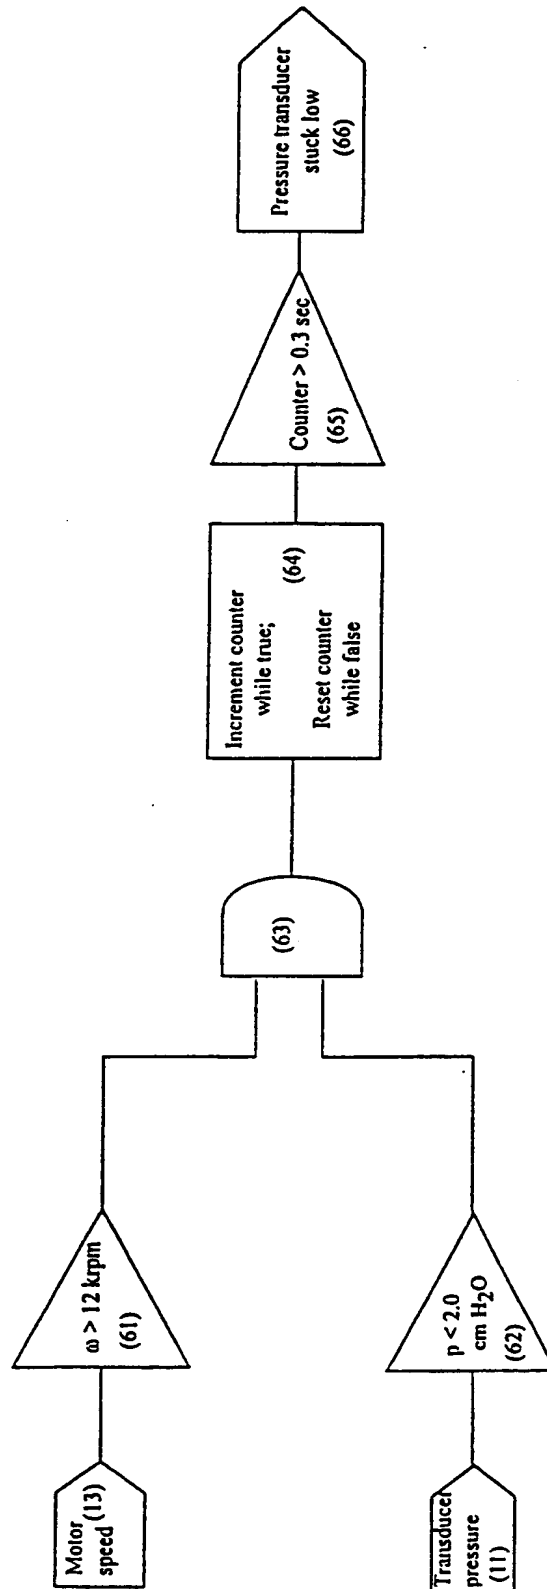 Motor
speed (13)
ω > 12 krpm
(61)
Transducer
pressure
(11)
p < 2.0
cm H₂O
(62)
(63)
Increment counter
while true;
(64)
Reset counter
while false
Counter > 0.3 sec
(65)
Pressure transducer
stuck low
(66)